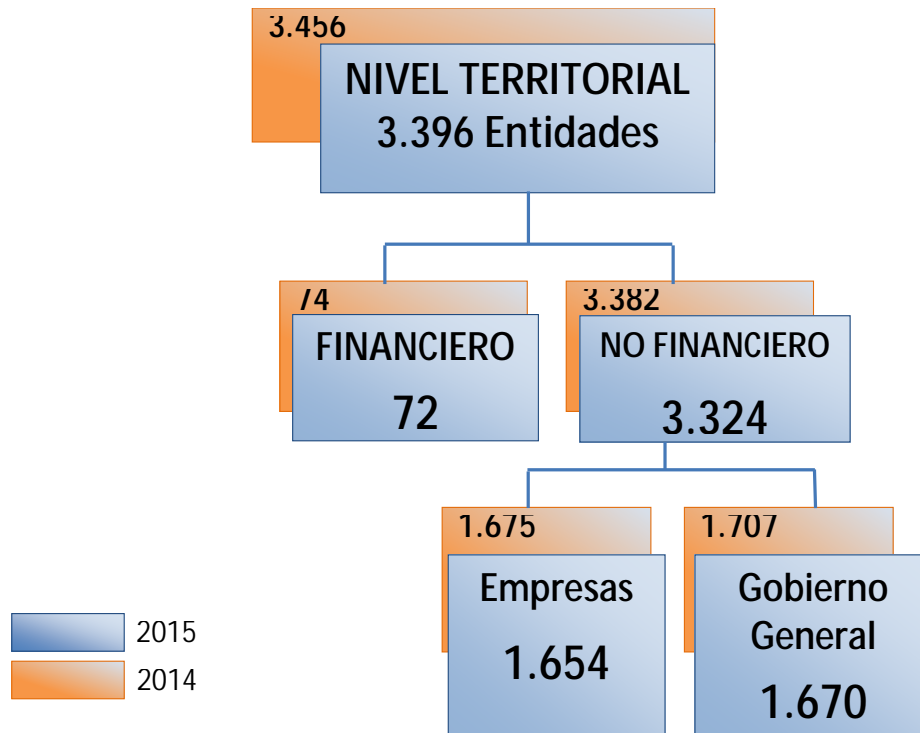 3.456
NIVEL TERRITORIAL
3.396 Entidades
74
FINANCIERO
72
3.382
NO FINANCIERO
3.324
1.675
Empresas
1.654
1.707
Gobierno
General
1.670
2015
2014